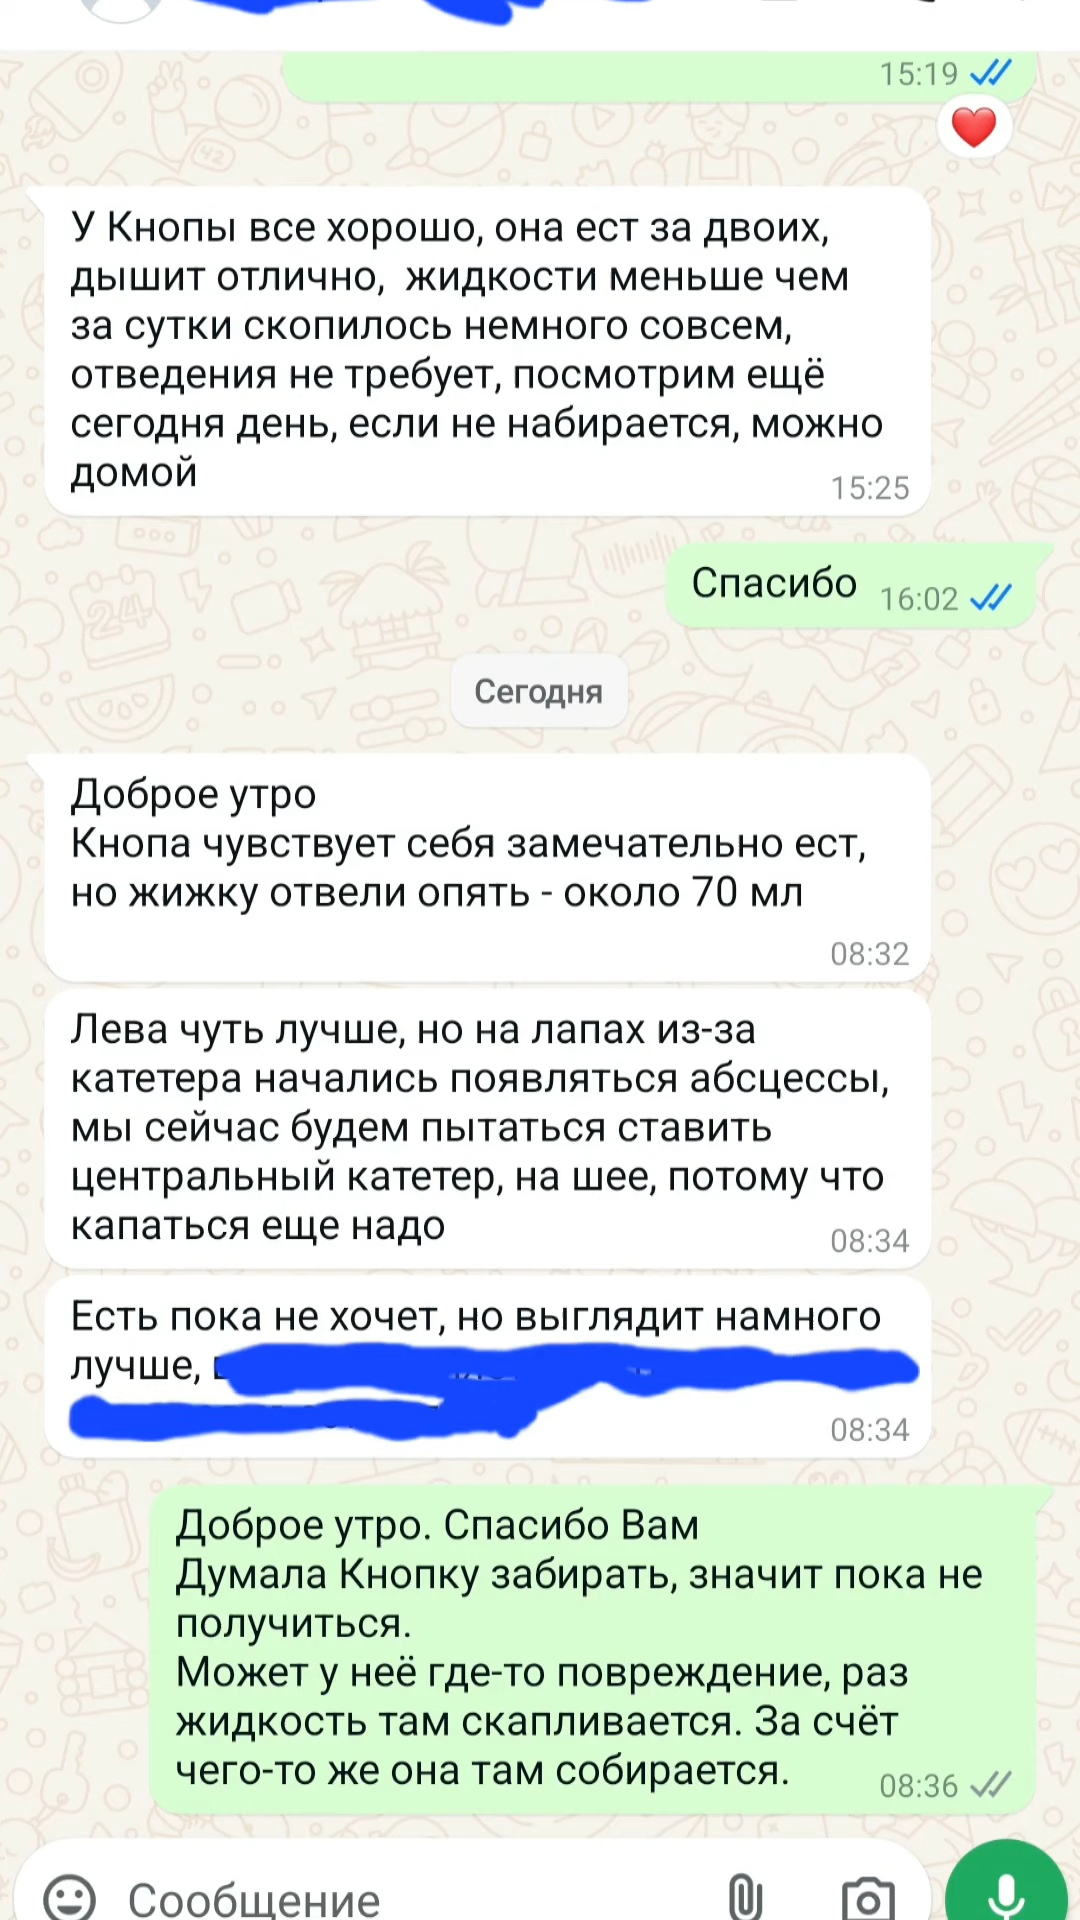 15:19
У Кнопы все хорошо, она ест за двоих,
дышит отлично, жидкости меньше чем
за сутки скопилось немного совсем,
отведения не требует, посмотрим ещё
сегодня день, если не набирается, можно
домой
15:25
Спасибо
16:02
Сегодня
Доброе утро
Кнопа чувствует себя замечательно ест,
но жижку отвели опять - около 70 мл
08:32
Лева чуть лучше, но на лапах из-за
катетера начались появляться абсцессы,
мы сейчас будем пытаться ставить
центральный катетер, на шее, потому что
капаться еще надо
08:34
Есть пока не хочет, но выглядит намного
лучше,
08:34
Доброе утро. Спасибо Вам
Думала Кнопку забирать, значит пока не
получиться.
Может у неё где-то повреждение, раз
жидкость там скапливается. За счёт
чего-то же она там собирается.
08:36
Сообщение